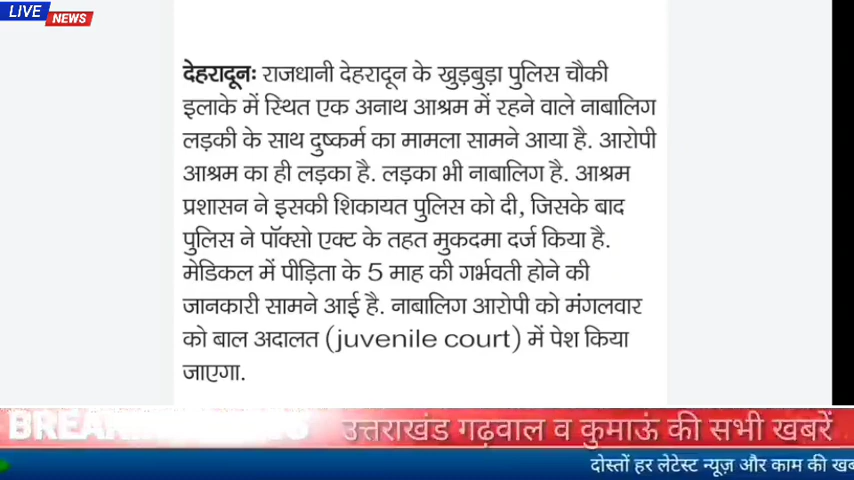 LIVE
NEWS
देहरादूनः राजधानी देहरादून के खुड़बुड़ा पुलिस चौकी
इलाके में स्थित एक अनाथ आश्रम में रहने वाले नाबालिग
लड़की के साथ दुष्कर्म का मामला सामने आया है. आरोपी
आश्रम का ही लड़का है. लड़का भी नाबालिग है. आश्रम
प्रशासन ने इसकी शिकायत पुलिस को दी, जिसके बाद
पुलिस ने पॉक्सो एक्ट के तहत मुकदमा दर्ज किया है.
मेडिकल में पीड़िता के 5 माह की गर्भवती होने की
जानकारी सामने आई है. नाबालिग आरोपी को मंगलवार
को बाल अदालत (juvenile court) में पेश किया
जाएगा.
उत्तराखंड गढ़वाल व कुमाऊं की सभी खबरें
दोस्तों हर लेटेस्ट न्यूज़ और काम की